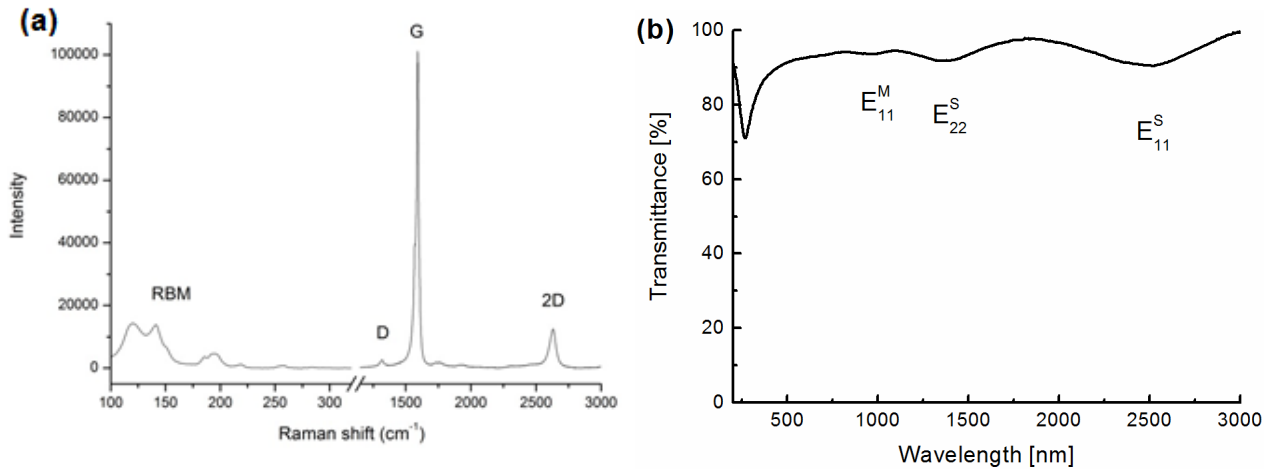 (a)
G
100000
80000
60000
40000
20000
0
Intensity
RBM
D
2D
100
150
200
250
300
1500
2000
2500
3000
Raman shift (cm⁻¹)
(b)
100
80
60
40
20
0
Transmittance [%]
E₁₁ᴹ
E₂₂ˢ
E₁₁ˢ
500
1000
1500
2000
2500
3000
Wavelength [nm]